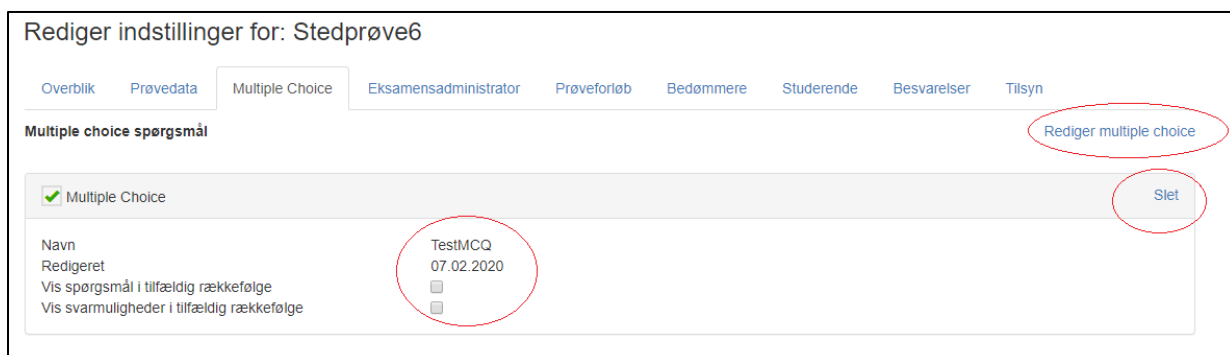 Rediger indstillinger for: Stedprøve6
Overblik Prøvedata Multiple Choice Eksamensadministrator Prøveforløb Bedømmere Studerende Besvarelser Tilsyn
Multiple choice spørgsmål Rediger multiple choice
Multiple Choice Slet
Navn TestMCQ
Redigeret 07.02.2020
Vis spørgsmål i tilfældig rækkefølge
Vis svarmuligheder i tilfældig rækkefølge